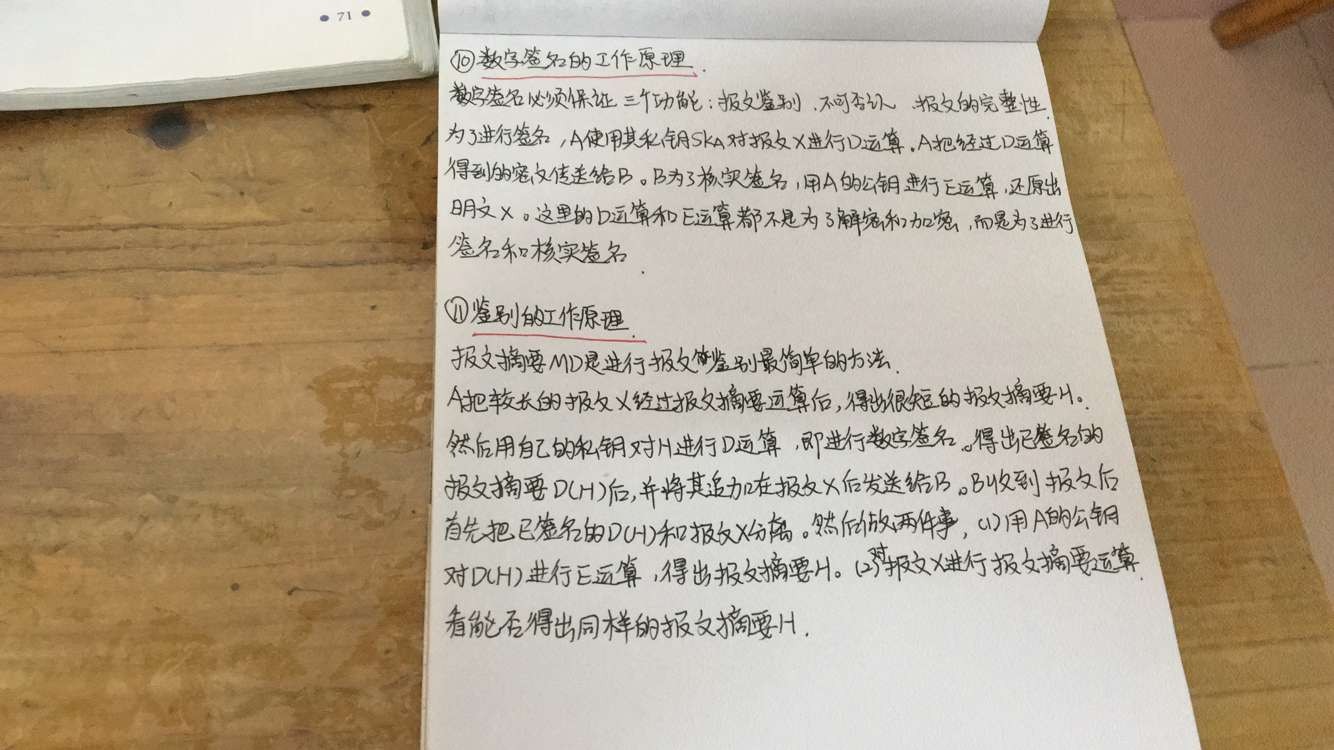 71
⑩数字签名的工作原理.
数字签名必须保证三个功能：报文鉴别、不可否认、报文的完整性.
为了进行签名，A使用其私钥SKA对报文X进行D运算。A把经过D运算
得到的密文传送给B。B为了核实签名，用A的公钥进行E运算，还原出
明文X。这里的D运算和E运算都不是为了解密和加密，而是为了进行
签名和核实签名.
⑪鉴别的工作原理.
报文摘要MD是进行报文鉴别最简单的方法.
A把较长的报文X经过报文摘要运算后，得出很短的报文摘要H。
然后用自己的私钥对H进行D运算，即进行数字签名。得出已签名的
报文摘要D(H)后，并将其追加在报文X后发送给B。B收到报文后
首先把已签名的D(H)和报文X分离。然后做两件事，(1)用A的公钥
对D(H)进行E运算，得出报文摘要H。(2)对报文X进行报文摘要运算.
看能否得出同样的报文摘要H.